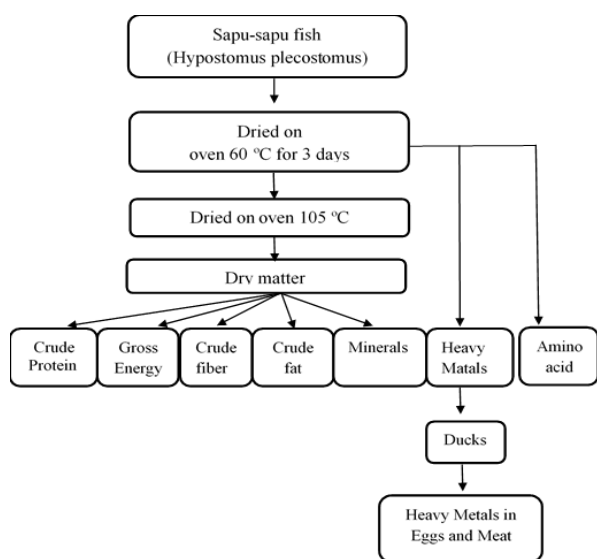 Sapu-sapu fish
(Hypostomus plecostomus)
Dried on
oven 60 ºC for 3 days
Dried on oven 105 ºC
Drv matter
Crude
Protein
Gross
Energy
Crude
fiber
Crude
fat
Minerals
Heavy
Matals
Amino
acid
Ducks
Heavy Metals in
Eggs and Meat